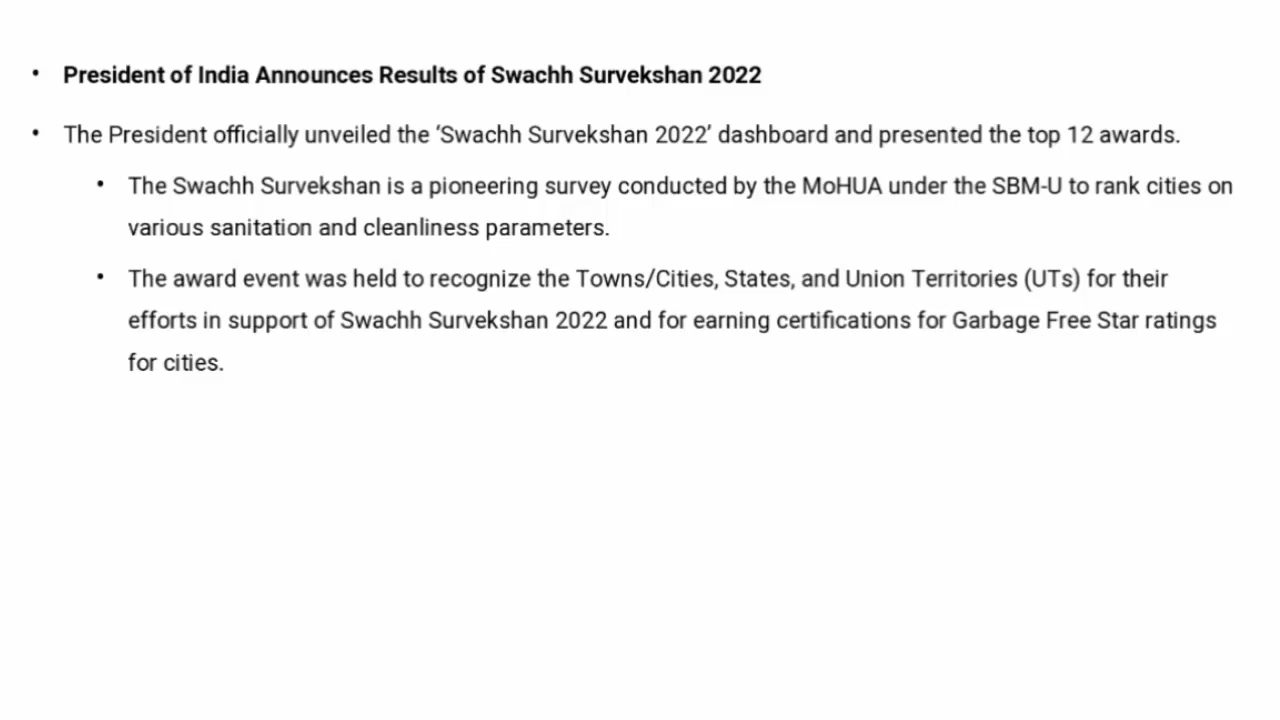 • President of India Announces Results of Swachh Survekshan 2022
• The President officially unveiled the ‘Swachh Survekshan 2022’ dashboard and presented the top 12 awards.
• The Swachh Survekshan is a pioneering survey conducted by the MoHUA under the SBM-U to rank cities on
various sanitation and cleanliness parameters.
• The award event was held to recognize the Towns/Cities, States, and Union Territories (UTs) for their
efforts in support of Swachh Survekshan 2022 and for earning certifications for Garbage Free Star ratings
for cities.